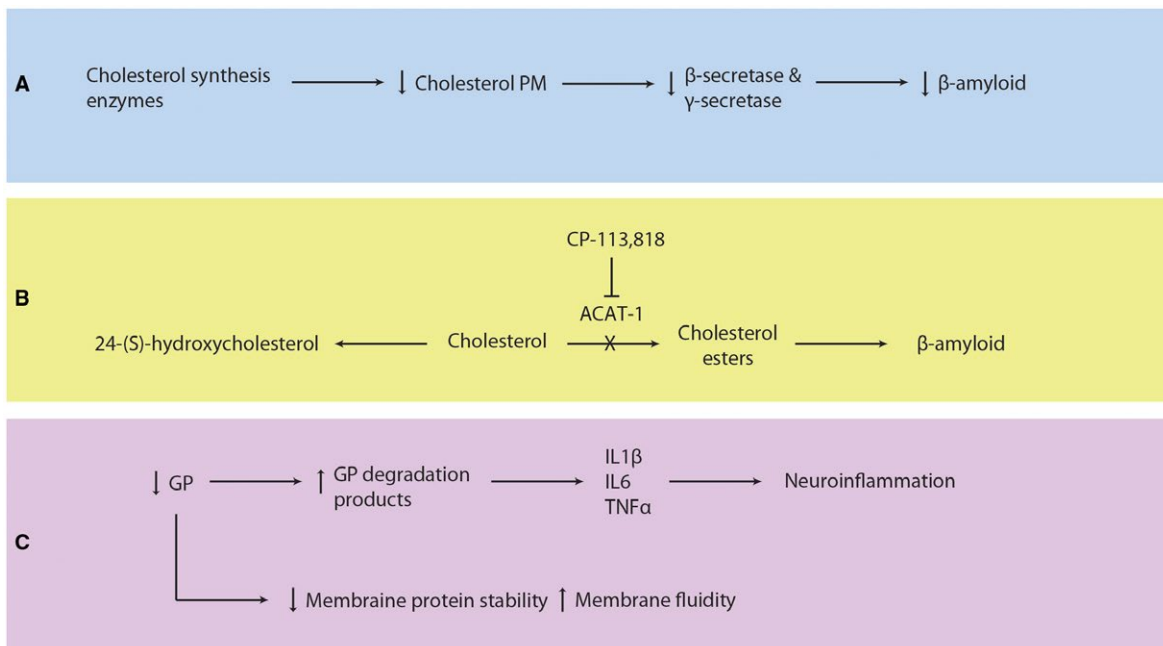 A
Cholesterol synthesis
enzymes
↓ Cholesterol PM
↓ β-secretase &
γ-secretase
↓ β-amyloid
B
CP-113,818
ACAT-1
24-(S)-hydroxycholesterol
Cholesterol
X
Cholesterol
esters
β-amyloid
C
↓ GP
↑ GP degradation
products
IL1β
IL6
TNFα
Neuroinflammation
↓ Membraine protein stability ↑ Membrane fluidity